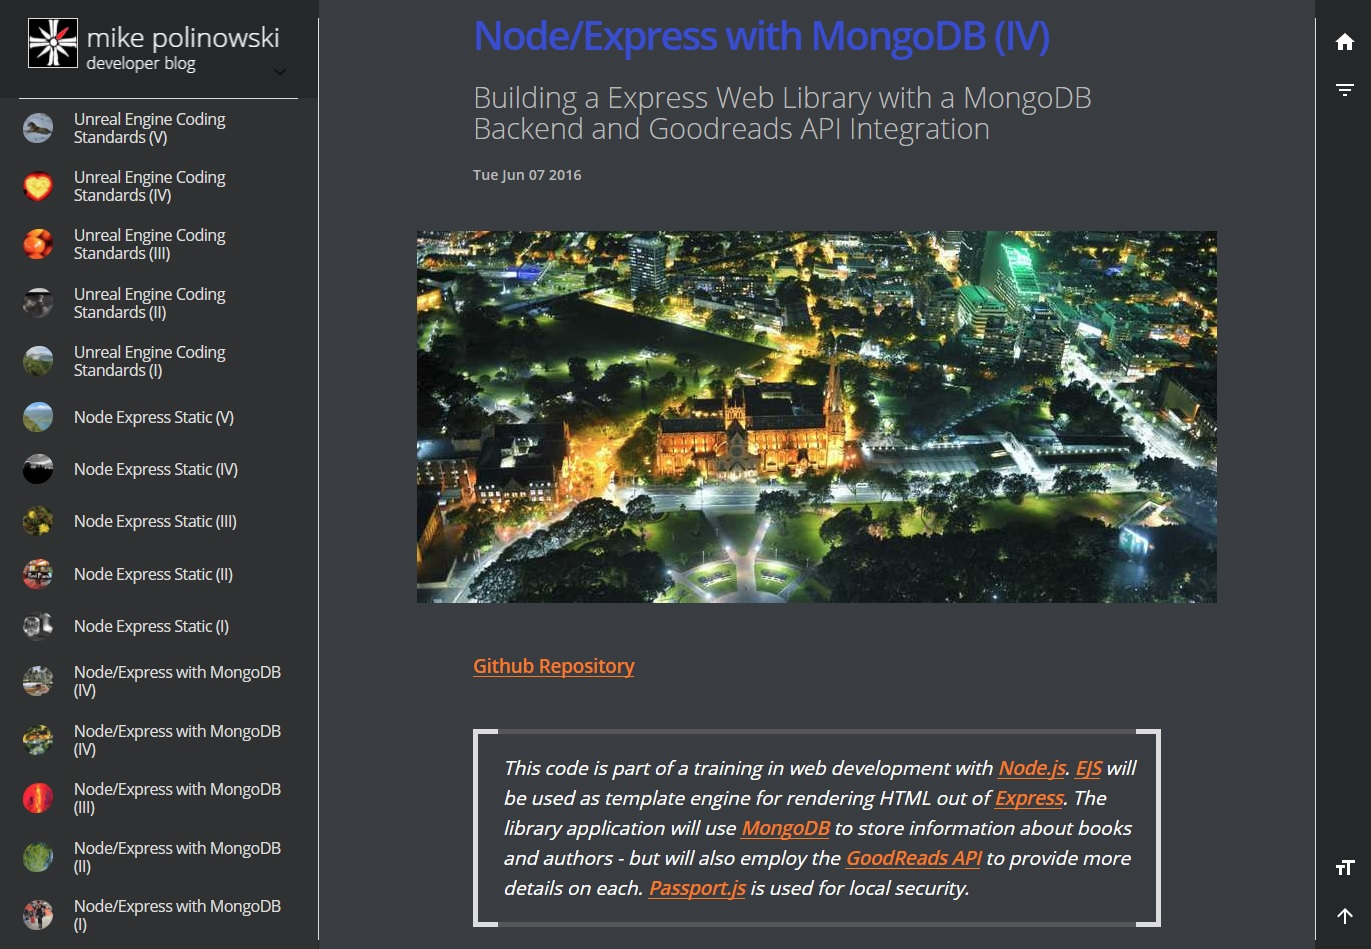 mike polinowski
developer blog
Unreal Engine Coding
Standards (V)
Unreal Engine Coding
Standards (IV)
Unreal Engine Coding
Standards (III)
Unreal Engine Coding
Standards (II)
Unreal Engine Coding
Standards (I)
Node Express Static (V)
Node Express Static (IV)
Node Express Static (III)
Node Express Static (II)
Node Express Static (I)
Node/Express with MongoDB
(IV)
Node/Express with MongoDB
(IV)
Node/Express with MongoDB
(III)
Node/Express with MongoDB
(II)
Node/Express with MongoDB
(I)
Node/Express with MongoDB (IV)
Building a Express Web Library with a MongoDB
Backend and Goodreads API Integration
Tue Jun 07 2016
Github Repository
This code is part of a training in web development with Node.js. EJS will
be used as template engine for rendering HTML out of Express. The
library application will use MongoDB to store information about books
and authors - but will also employ the GoodReads API to provide more
details on each. Passport.js is used for local security.